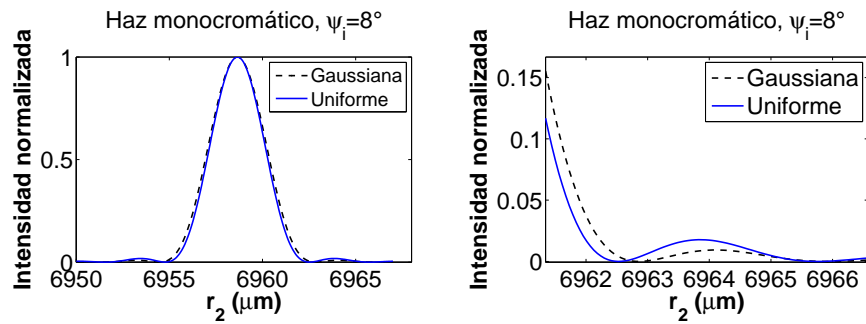 Haz monocromático, ψi=8°
Intensidad normalizada
1
0.5
0
Gaussiana
Uniforme
6950 6955 6960 6965
r2 (μm)
Haz monocromático, ψi=8°
Intensidad normalizada
0.15
0.1
0.05
0
Gaussiana
Uniforme
6962 6963 6964 6965 6966
r2 (μm)